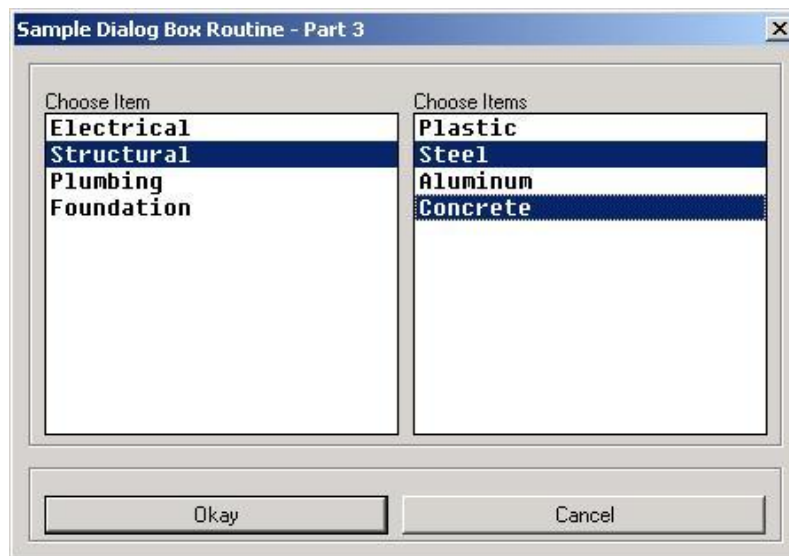 Sample Dialog Box Routine - Part 3
Choose Item
Electrical
Structural
Plumbing
Foundation
Choose Items
Plastic
Steel
Aluminum
Concrete
Okay
Cancel